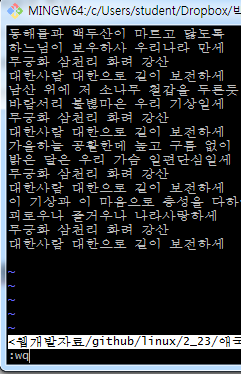 MINGW64:/c/Users/student/Dropbox/
동해물과 백두산이 마르고 닳도록
하느님이 보우하사 우리나라 만세
무궁화 삼천리 화려 강산
대한사람 대한으로 길이 보전하세
남산 위에 저 소나무 철갑을 두른듯
바람서리 불볌마은 우리 기상일세
무궁화 삼천리 화려 강산
대한사람 대한으로 길이 보전하세
가을하늘 공활한데 높고 구름 없이
밝은 달은 우리 가슴 일편단심일세
무궁화 삼천리 화려 강산
대한사람 대한으로 길이 보전하세
이 기상과 이 마음으로 충성을 다하
괴로우나 즐거우나 나라사랑하세
무궁화 삼천리 화려 강산
대한사람 대한으로 길이 보전하세
~
~
~
~
<웹개발자료/github/linux/2_23/애국
:wq